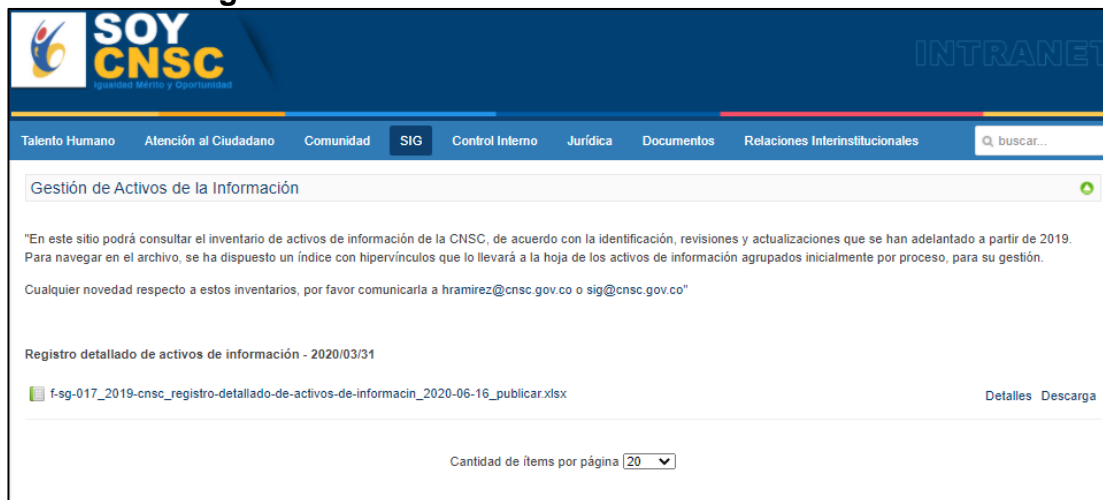 SOY
CNSC
Igualdad Mérito y Oportunidad
INTRANET
Talento Humano Atención al Ciudadano Comunidad SIG Control Interno Jurídica Documentos Relaciones Interinstitucionales buscar...
Gestión de Activos de la Información
"En este sitio podrá consultar el inventario de activos de información de la CNSC, de acuerdo con la identificación, revisiones y actualizaciones que se han adelantado a partir de 2019.
Para navegar en el archivo, se ha dispuesto un índice con hipervínculos que lo llevará a la hoja de los activos de información agrupados inicialmente por proceso, para su gestión.
Cualquier novedad respecto a estos inventarios, por favor comunicarla a hramirez@cnsc.gov.co o sig@cnsc.gov.co"
Registro detallado de activos de información - 2020/03/31
f-sg-017_2019-cnsc_registro-detallado-de-activos-de-informacin_2020-06-16_publicar.xlsx Detalles Descarga
Cantidad de ítems por página 20